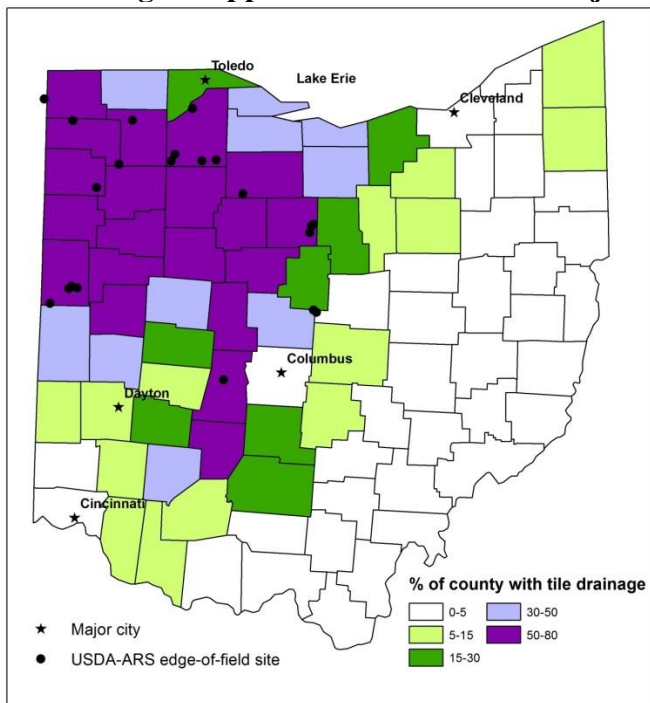 Toledo
Lake Erie
Cleveland
Columbus
Dayton
Cincinnati
% of county with tile drainage
0-5
30-50
5-15
50-80
15-30
Major city
USDA-ARS edge-of-field site